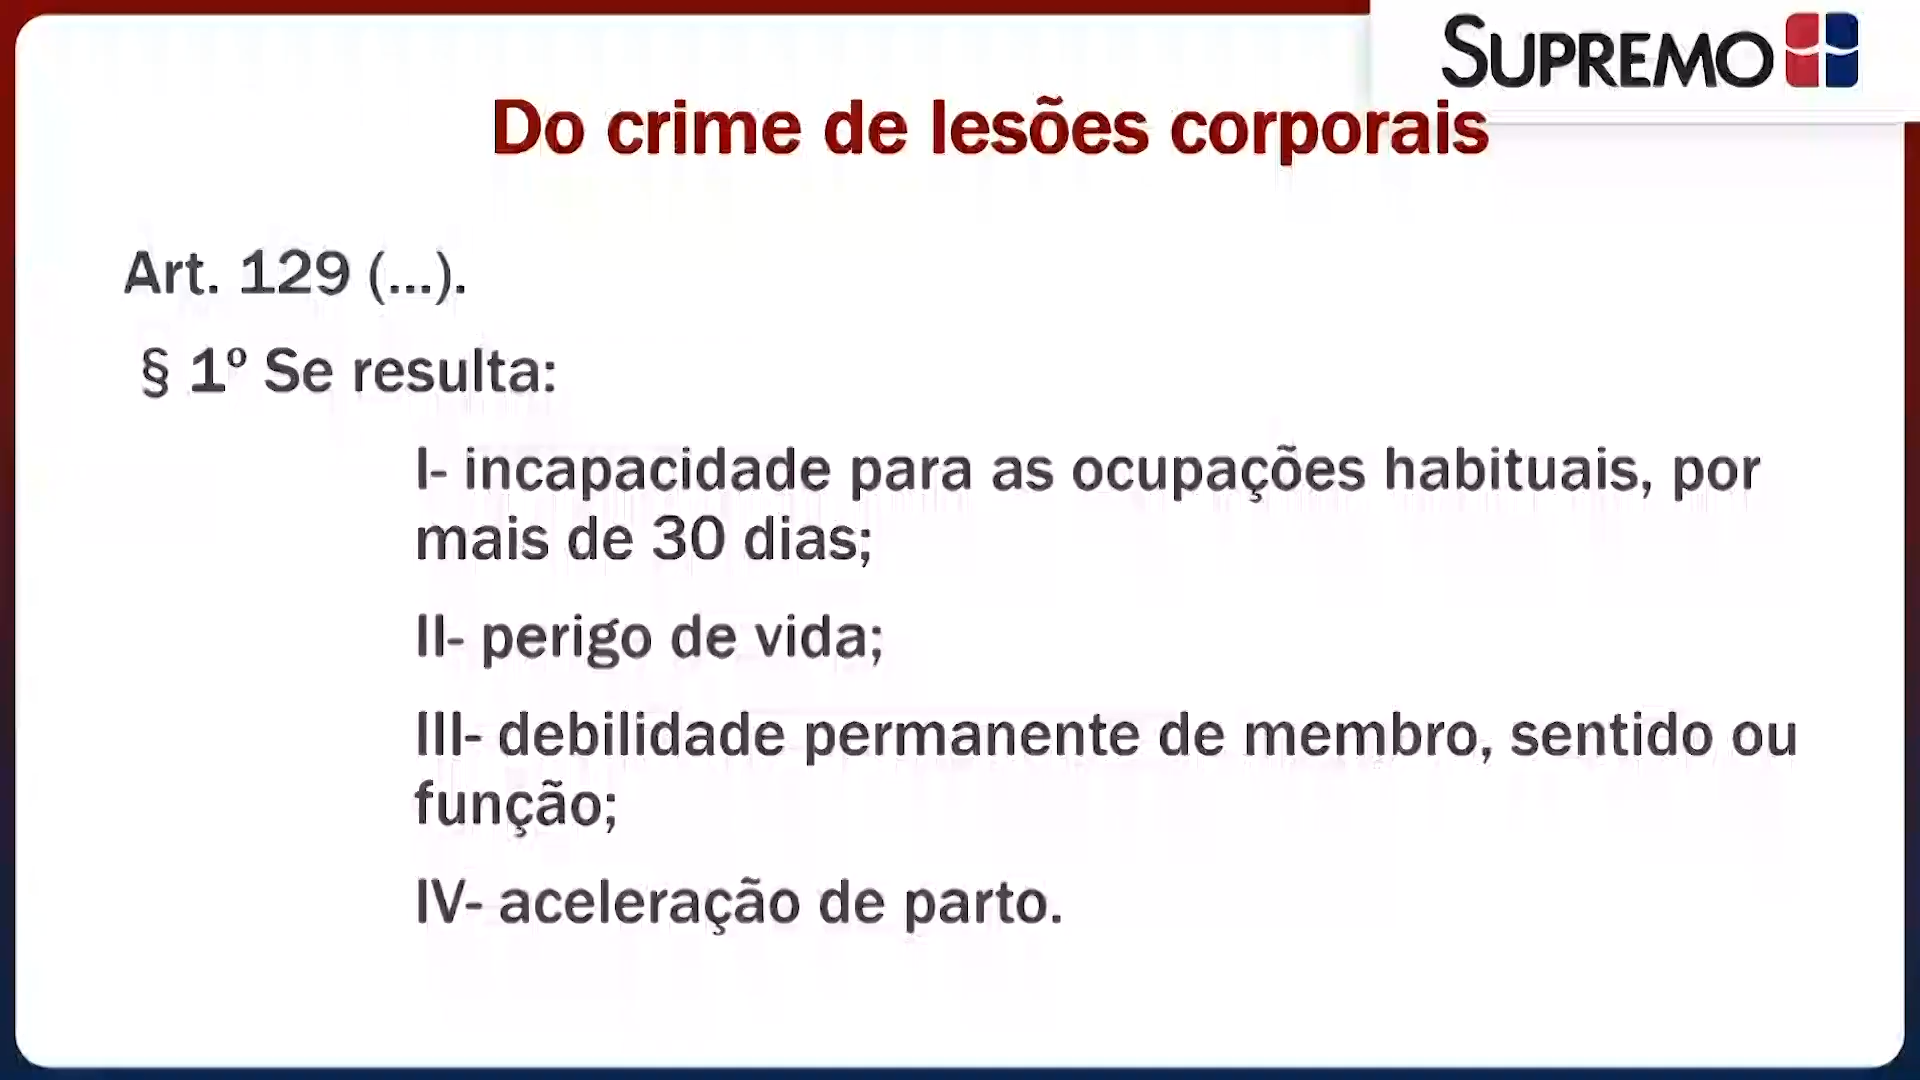 SUPREMO
Do crime de lesões corporais
Art. 129 (...).
§ 1º Se resulta:
I- incapacidade para as ocupações habituais, por
mais de 30 dias;
II- perigo de vida;
III- debilidade permanente de membro, sentido ou
função;
IV- aceleração de parto.